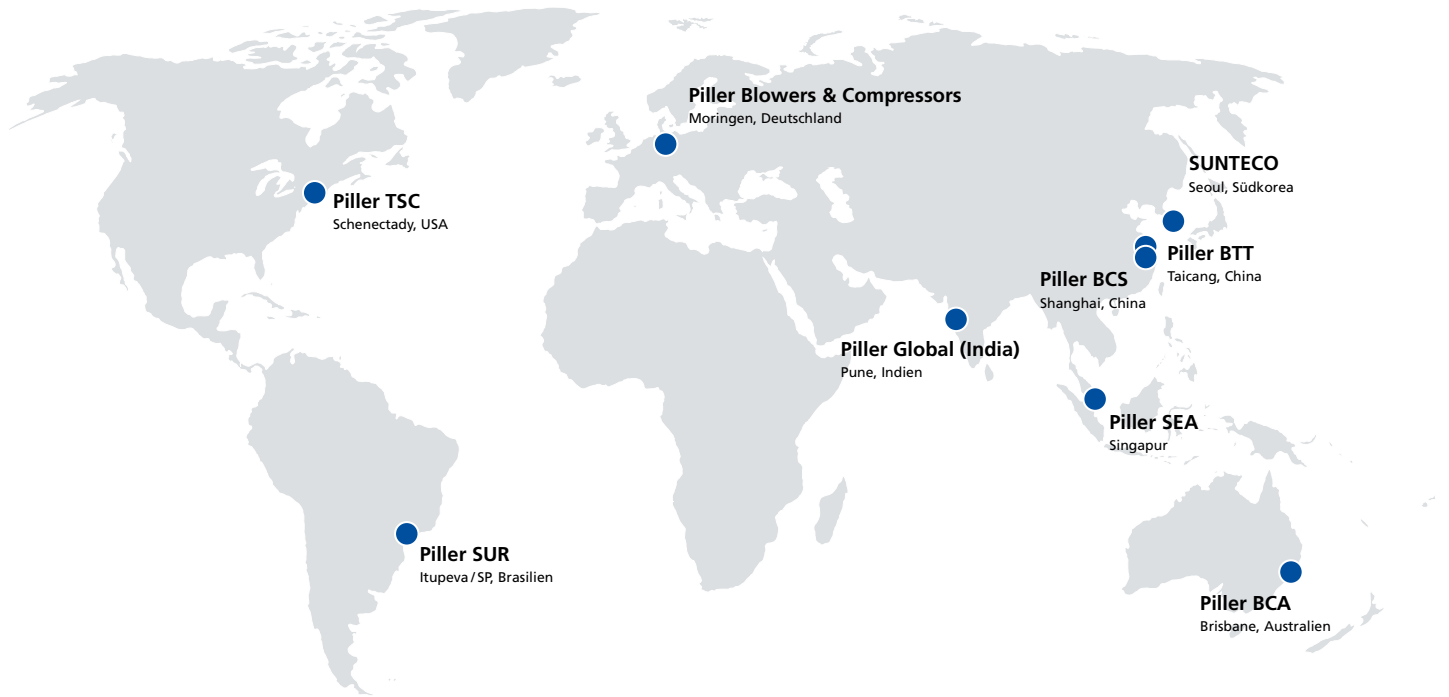 Piller Blowers & Compressors
Moringen, Deutschland
SUNTECO
Seoul, Südkorea
Piller TSC
Schenectady, USA
Piller BTT
Taicang, China
Piller BCS
Shanghai, China
Piller Global (India)
Pune, Indien
Piller SEA
Singapur
Piller SUR
Itupeva/SP, Brasilien
Piller BCA
Brisbane, Australien